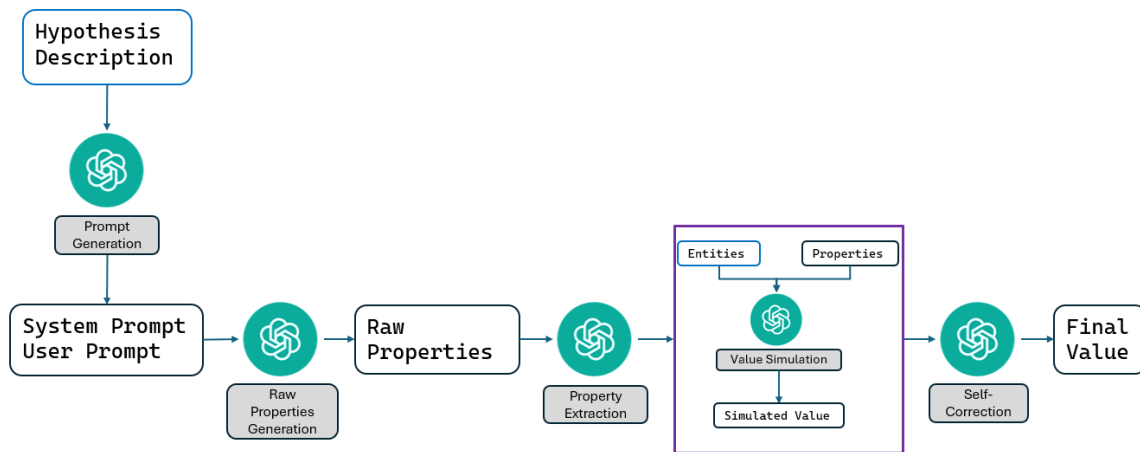 Hypothesis
Description
Prompt
Generation
System Prompt
User Prompt
Raw
Properties
Generation
Raw
Properties
Property
Extraction
Entities
Properties
Value Simulation
Simulated Value
Self-
Correction
Final
Value